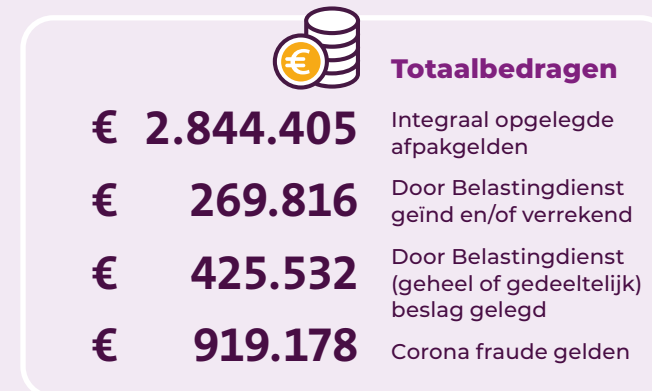 €
Totaalbedragen
€ 2.844.405
Integraal opgelegde
afpakgelden
€ 269.816
Door Belastingdienst
geïnd en/of verrekend
€ 425.532
Door Belastingdienst
(geheel of gedeeltelijk)
beslag gelegd
€ 919.178
Corona fraude gelden